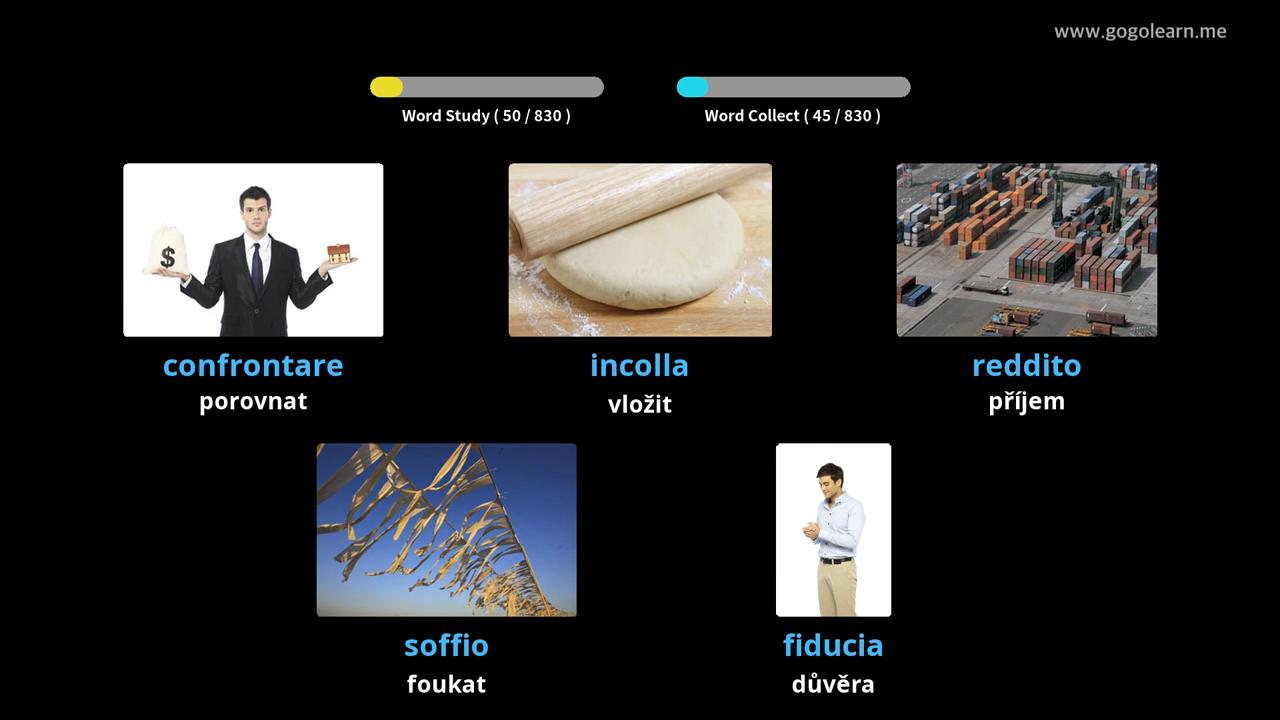 www.gogolearn.me
Word Study ( 50 / 830 )
Word Collect ( 45 / 830 )
$
confrontare
porovnat
incolla
vložit
reddito
příjem
soffio
foukat
fiducia
důvěra